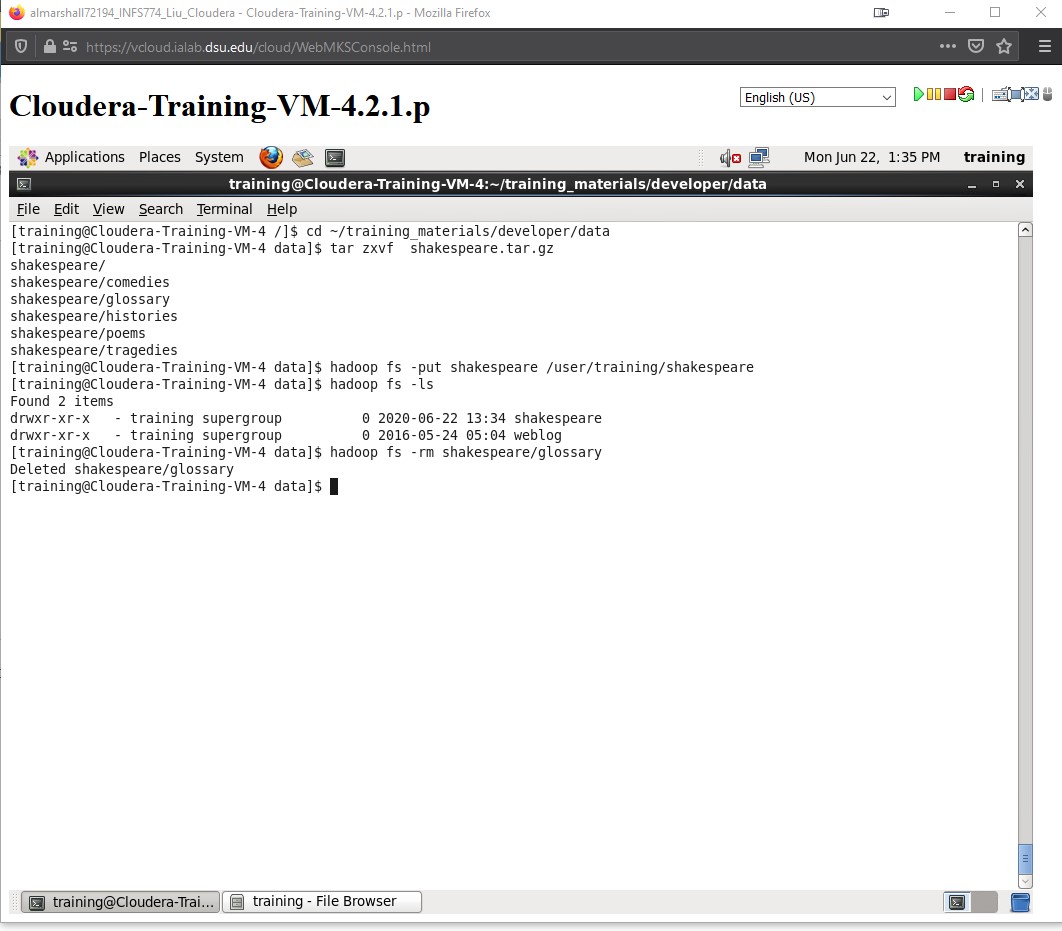 almarshall72194_INFS774_Liu_Cloudera - Cloudera-Training-VM-4.2.1.p - Mozilla Firefox
https://vcloud.ialab.dsu.edu/cloud/WebMKSConsole.html
Cloudera-Training-VM-4.2.1.p
English (US)
Applications Places System Mon Jun 22, 1:35 PM training
training@Cloudera-Training-VM-4:~/training_materials/developer/data
File Edit View Search Terminal Help
[training@Cloudera-Training-VM-4 /]$ cd ~/training_materials/developer/data
[training@Cloudera-Training-VM-4 data]$ tar zxvf  shakespeare.tar.gz
shakespeare/
shakespeare/comedies
shakespeare/glossary
shakespeare/histories
shakespeare/poems
shakespeare/tragedies
[training@Cloudera-Training-VM-4 data]$ hadoop fs -put shakespeare /user/training/shakespeare
[training@Cloudera-Training-VM-4 data]$ hadoop fs -ls
Found 2 items
drwxr-xr-x   - training supergroup          0 2020-06-22 13:34 shakespeare
drwxr-xr-x   - training supergroup          0 2016-05-24 05:04 weblog
[training@Cloudera-Training-VM-4 data]$ hadoop fs -rm shakespeare/glossary
Deleted shakespeare/glossary
[training@Cloudera-Training-VM-4 data]$
training@Cloudera-Trai... training - File Browser